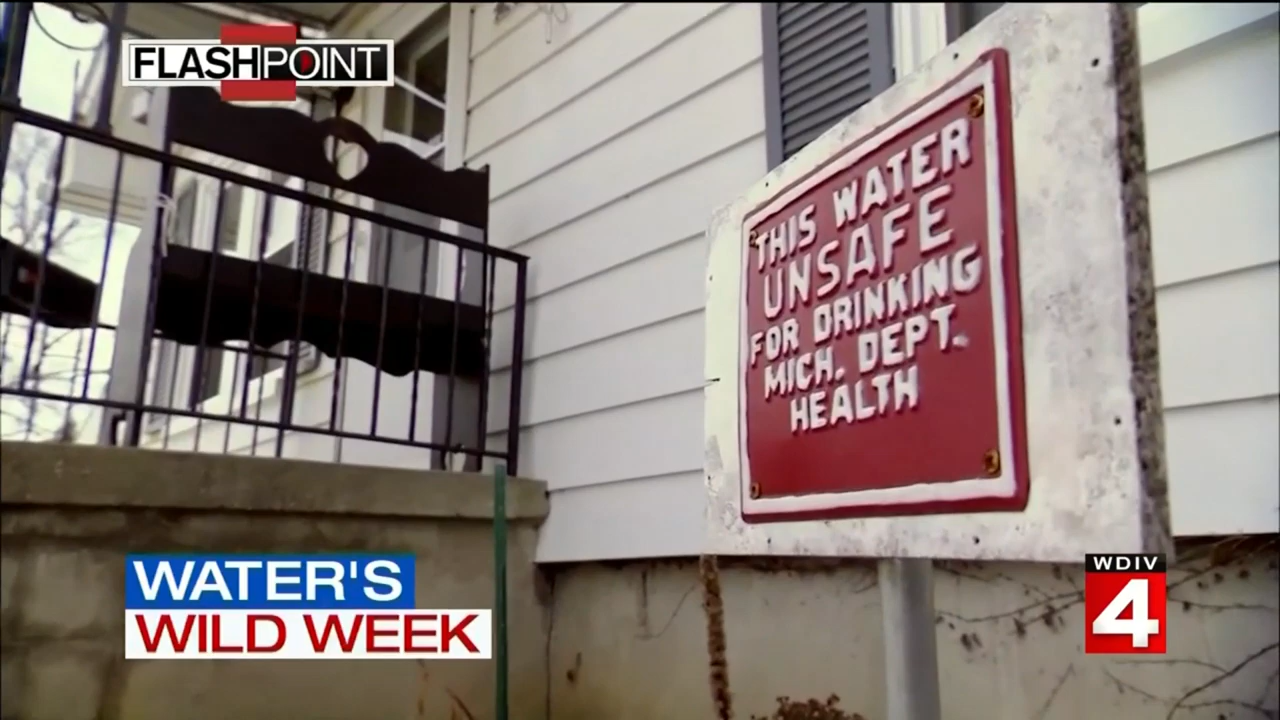 FLASHPOINT
THIS WATER
UNSAFE
FOR DRINKING
MICH. DEPT.
HEALTH
WATER'S
WILD WEEK
WDIV
4